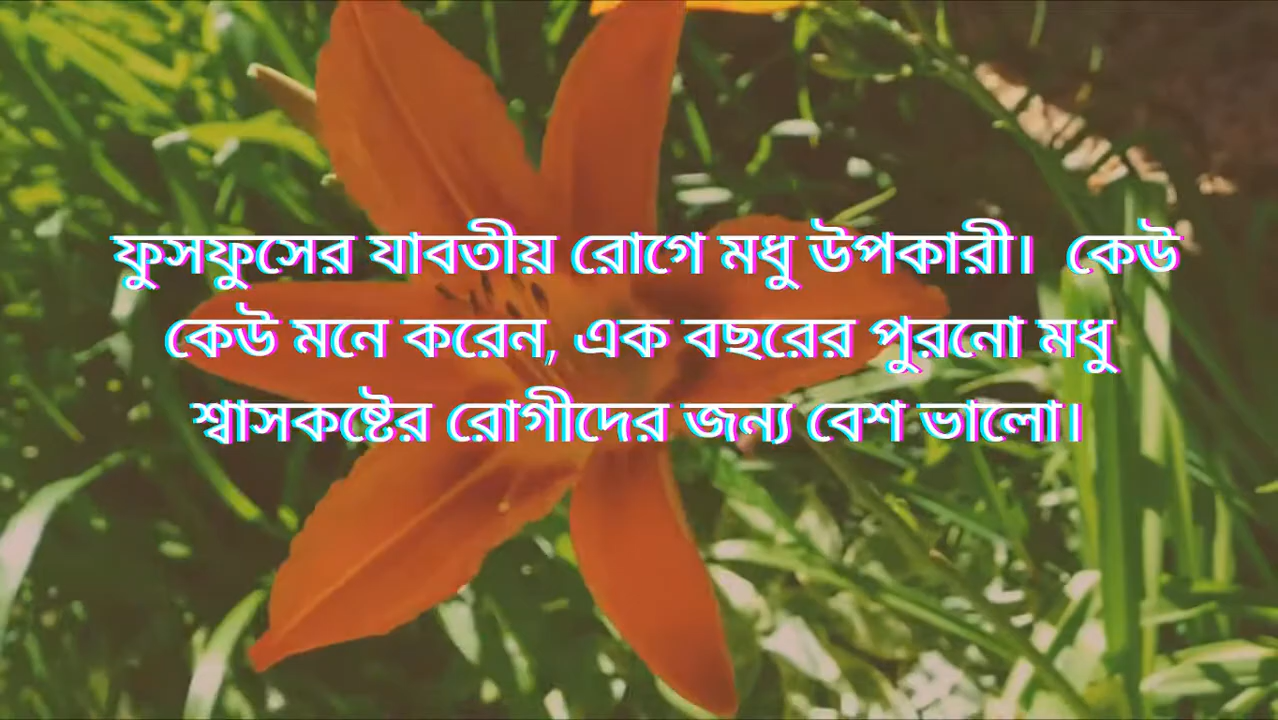 ফুসফুসের যাবতীয় রোগে মধু উপকারী। কেউ
কেউ মনে করেন, এক বছরের পুরনো মধু
শ্বাসকষ্টের রোগীদের জন্য বেশ ভালো।